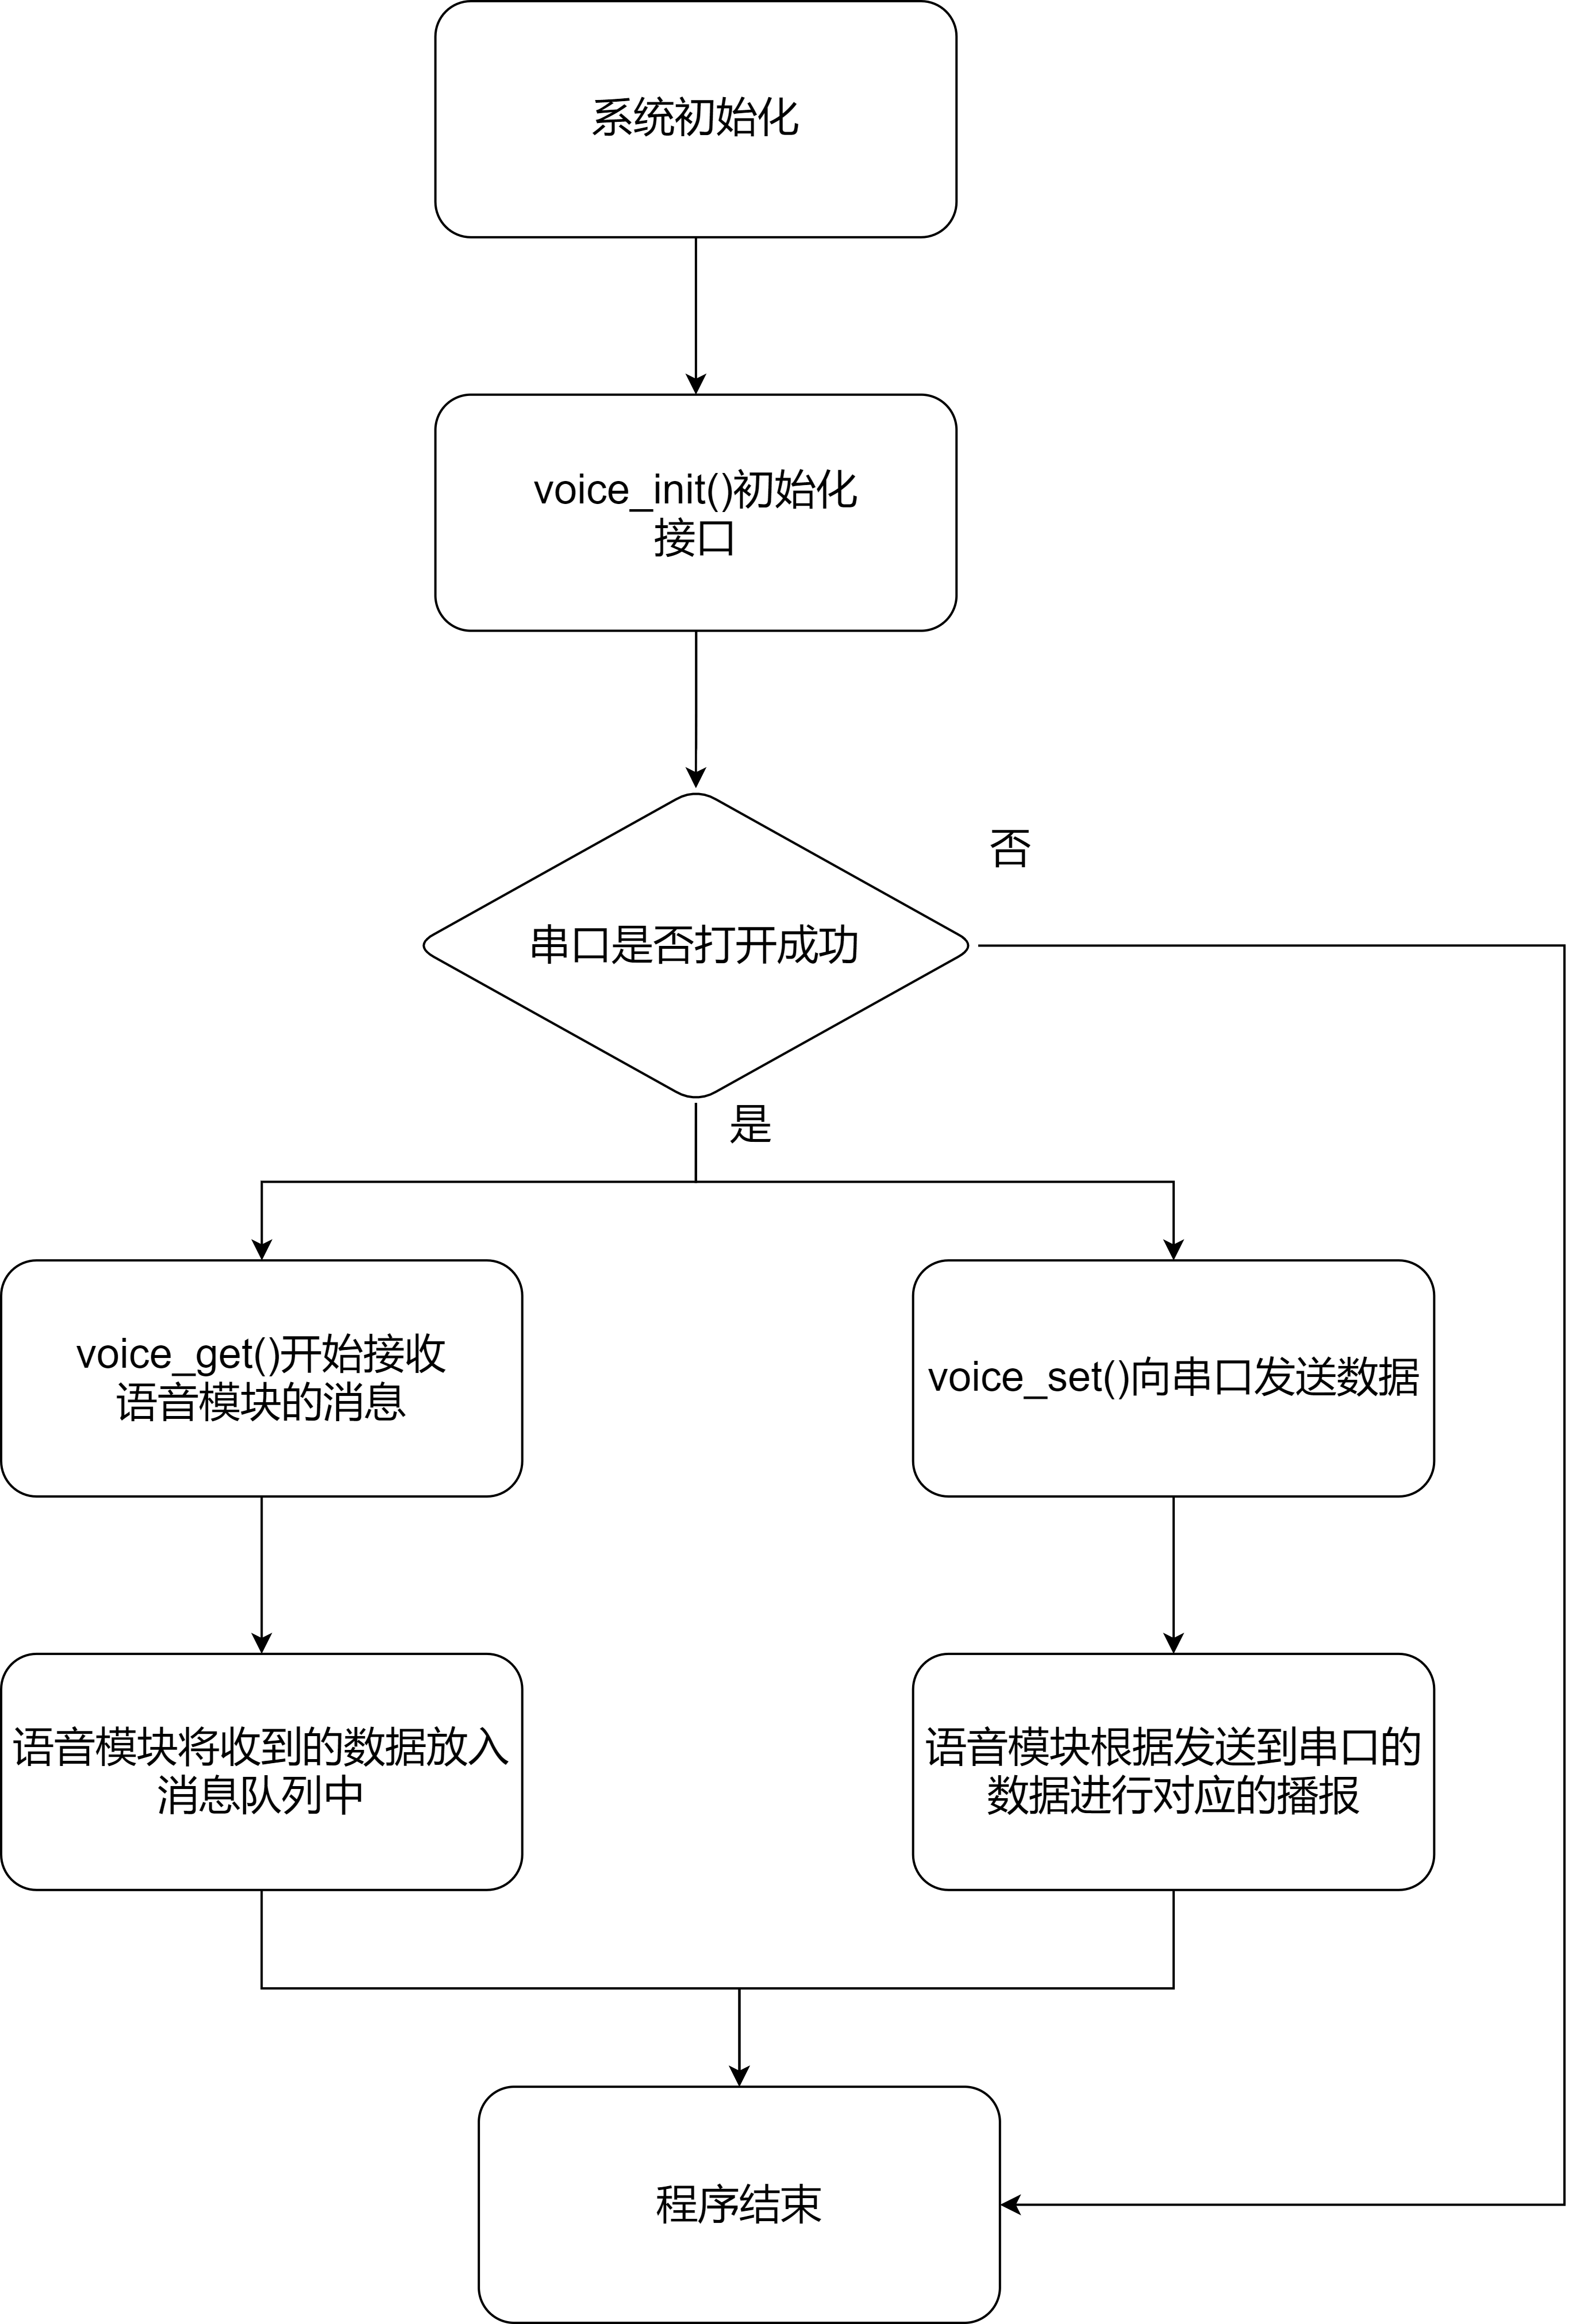 系统初始化
voice_init()初始化
接口
否
串口是否打开成功
是
voice_get()开始接收
语音模块的消息
voice_set()向串口发送数据
语音模块将收到的数据放入
消息队列中
语音模块根据发送到串口的
数据进行对应的播报
程序结束